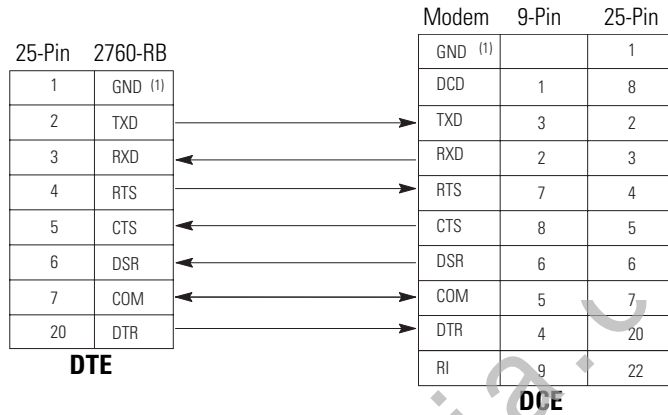 Modem 9-Pin 25-Pin
GND (1) 1
DCD 1 8
TXD 3 2
RXD 2 3
RTS 7 4
CTS 8 5
DSR 6 6
COM 5 7
DTR 4 20
RI 9 22
DCE
25-Pin 2760-RB
1 GND (1)
2 TXD
3 RXD
4 RTS
5 CTS
6 DSR
7 COM
20 DTR
DTE